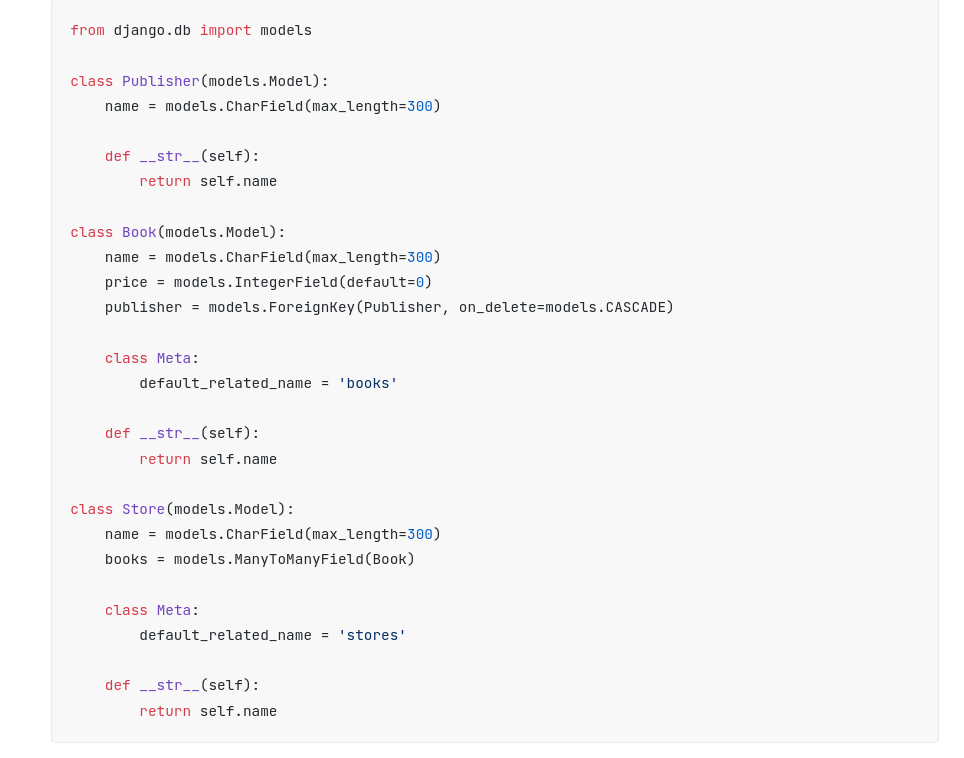 from django.db import models

class Publisher(models.Model):
    name = models.CharField(max_length=300)

    def __str__(self):
        return self.name

class Book(models.Model):
    name = models.CharField(max_length=300)
    price = models.IntegerField(default=0)
    publisher = models.ForeignKey(Publisher, on_delete=models.CASCADE)

    class Meta:
        default_related_name = 'books'

    def __str__(self):
        return self.name

class Store(models.Model):
    name = models.CharField(max_length=300)
    books = models.ManyToManyField(Book)

    class Meta:
        default_related_name = 'stores'

    def __str__(self):
        return self.name